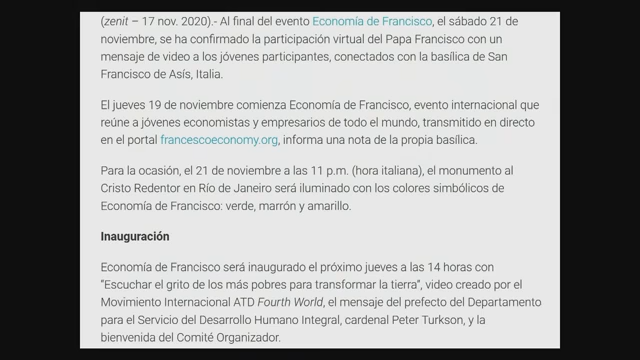 (zenit – 17 nov. 2020).- Al final del evento Economía de Francisco, el sábado 21 de
noviembre, se ha confirmado la participación virtual del Papa Francisco con un
mensaje de video a los jóvenes participantes, conectados con la basílica de San
Francisco de Asís, Italia.
El jueves 19 de noviembre comienza Economía de Francisco, evento internacional que
reúne a jóvenes economistas y empresarios de todo el mundo, transmitido en directo
en el portal francescoeconomy.org, informa una nota de la propia basílica.
Para la ocasión, el 21 de noviembre a las 11 p.m. (hora italiana), el monumento al
Cristo Redentor en Río de Janeiro será iluminado con los colores simbólicos de
Economía de Francisco: verde, marrón y amarillo.
Inauguración
Economía de Francisco será inaugurado el próximo jueves a las 14 horas con
“Escuchar el grito de los más pobres para transformar la tierra”, video creado por el
Movimiento Internacional ATD Fourth World, el mensaje del prefecto del Departamento
para el Servicio del Desarrollo Humano Integral, cardenal Peter Turkson, y la
bienvenida del Comité Organizador.